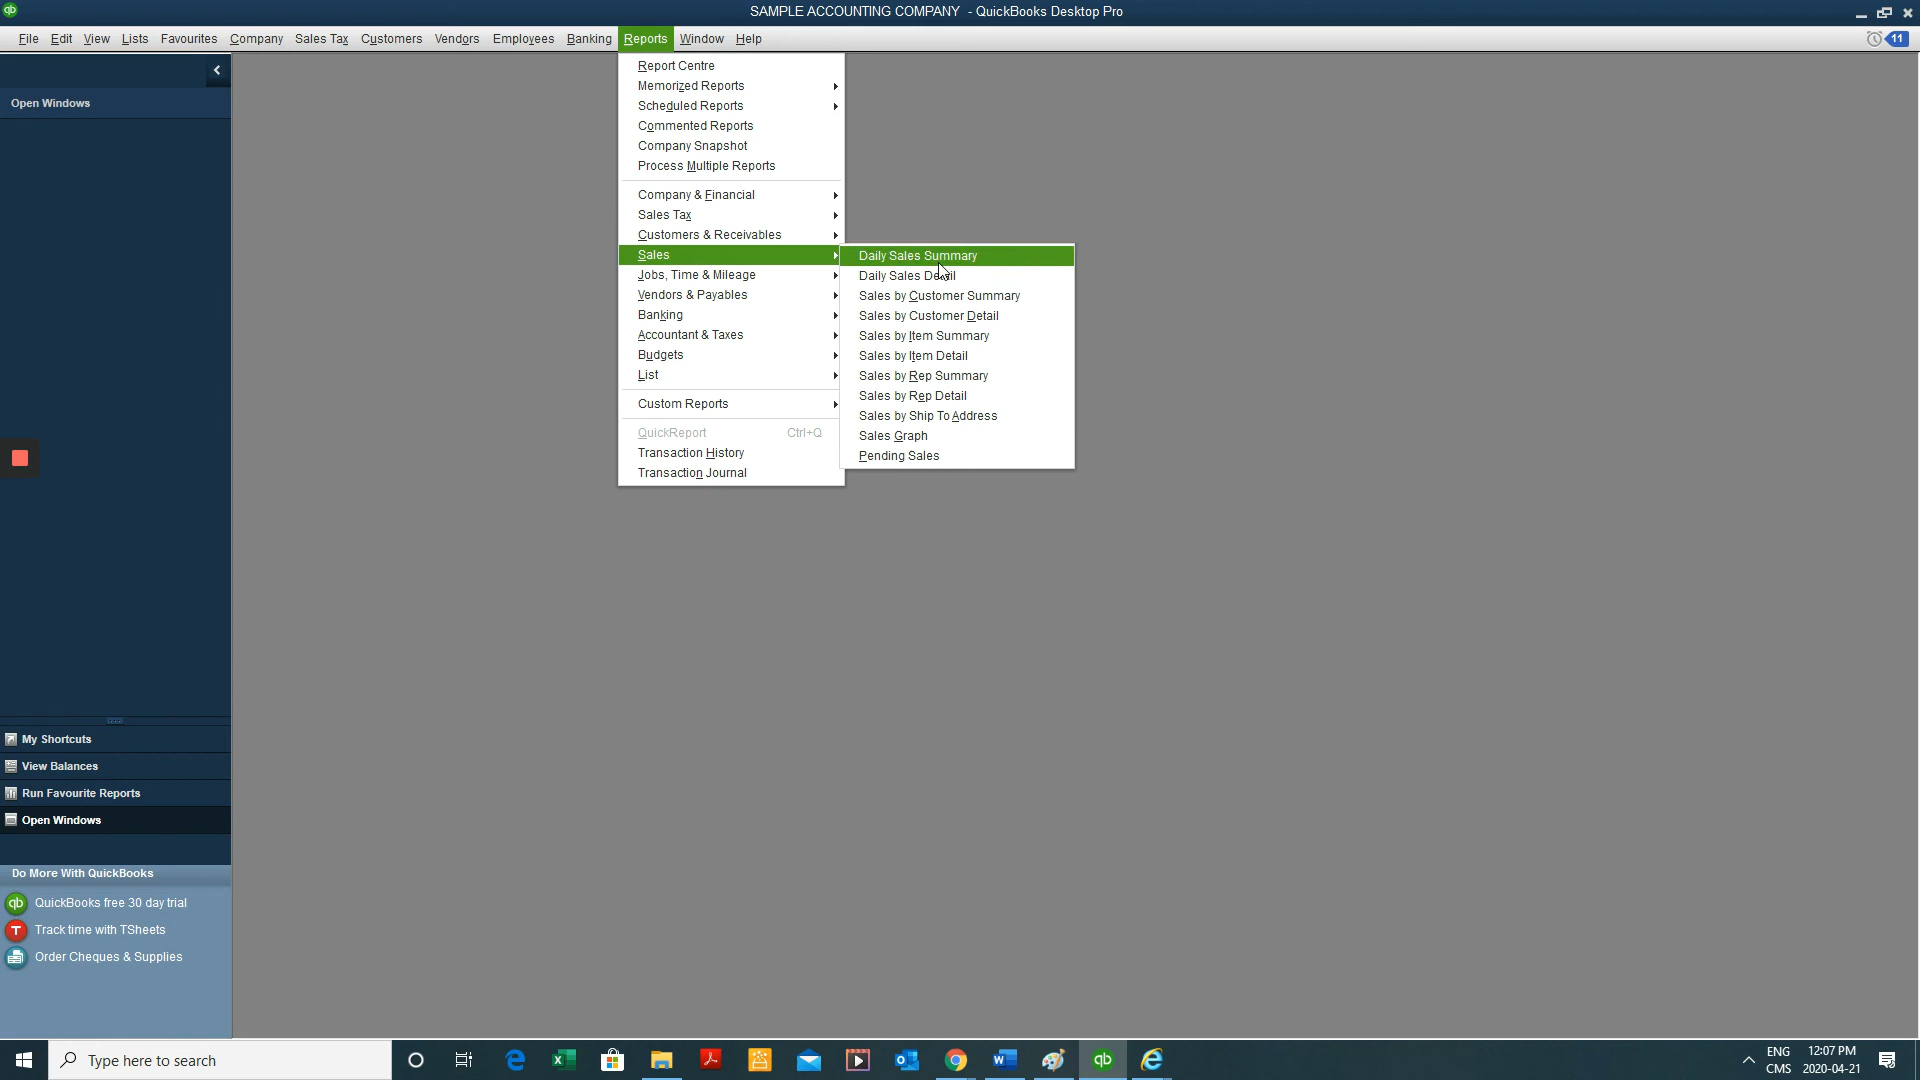 SAMPLE ACCOUNTING COMPANY - QuickBooks Desktop Pro
File Edit View Lists Favourites Company Sales Tax Customers Vendors Employees Banking Reports Window Help
11
Open Windows
Report Centre
Memorized Reports
Scheduled Reports
Commented Reports
Company Snapshot
Process Multiple Reports
Company & Financial
Sales Tax
Customers & Receivables
Sales
Jobs, Time & Mileage
Vendors & Payables
Banking
Accountant & Taxes
Budgets
List
Custom Reports
QuickReport Ctrl+Q
Transaction History
Transaction Journal
Daily Sales Summary
Daily Sales Detail
Sales by Customer Summary
Sales by Customer Detail
Sales by Item Summary
Sales by Item Detail
Sales by Rep Summary
Sales by Rep Detail
Sales by Ship To Address
Sales Graph
Pending Sales
My Shortcuts
View Balances
Run Favourite Reports
Open Windows
Do More With QuickBooks
QuickBooks free 30 day trial
Track time with TSheets
Order Cheques & Supplies
Type here to search
ENG 12:07 PM
CMS 2020-04-21